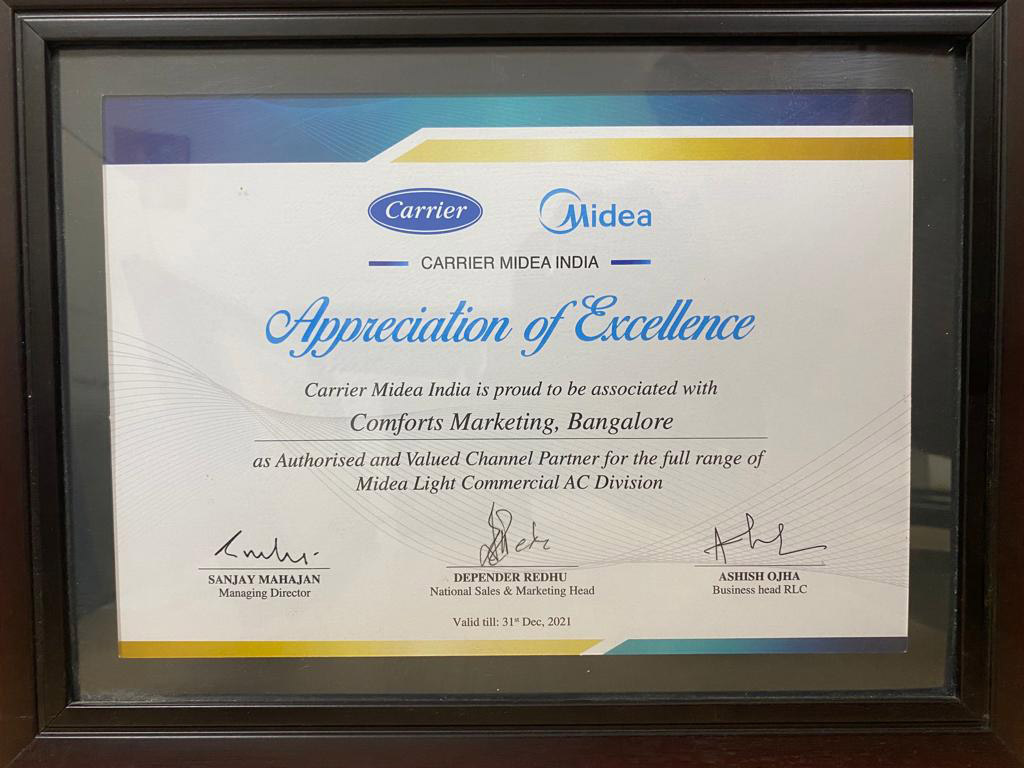 Carrier
Midea
CARRIER MIDEA INDIA
Appreciation of Excellence
Carrier Midea India is proud to be associated with
Comforts Marketing, Bangalore
as Authorised and Valued Channel Partner for the full range of
Midea Light Commercial AC Division
SANJAY MAHAJAN
Managing Director
DEPENDER REDHU
National Sales & Marketing Head
ASHISH OJHA
Business head RLC
Valid till: 31st Dec, 2021